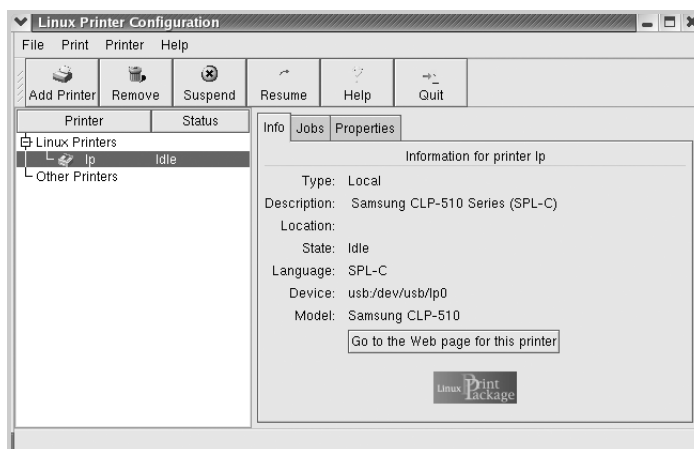 Linux Printer Configuration
File Print Printer Help
Add Printer Remove Suspend Resume Help Quit
Printer Status
Linux Printers
lp Idle
Other Printers
Info Jobs Properties
Information for printer lp
Type: Local
Description: Samsung CLP-510 Series (SPL-C)
Location:
State: Idle
Language: SPL-C
Device: usb:/dev/usb/lp0
Model: Samsung CLP-510
Go to the Web page for this printer
Linux Print Package